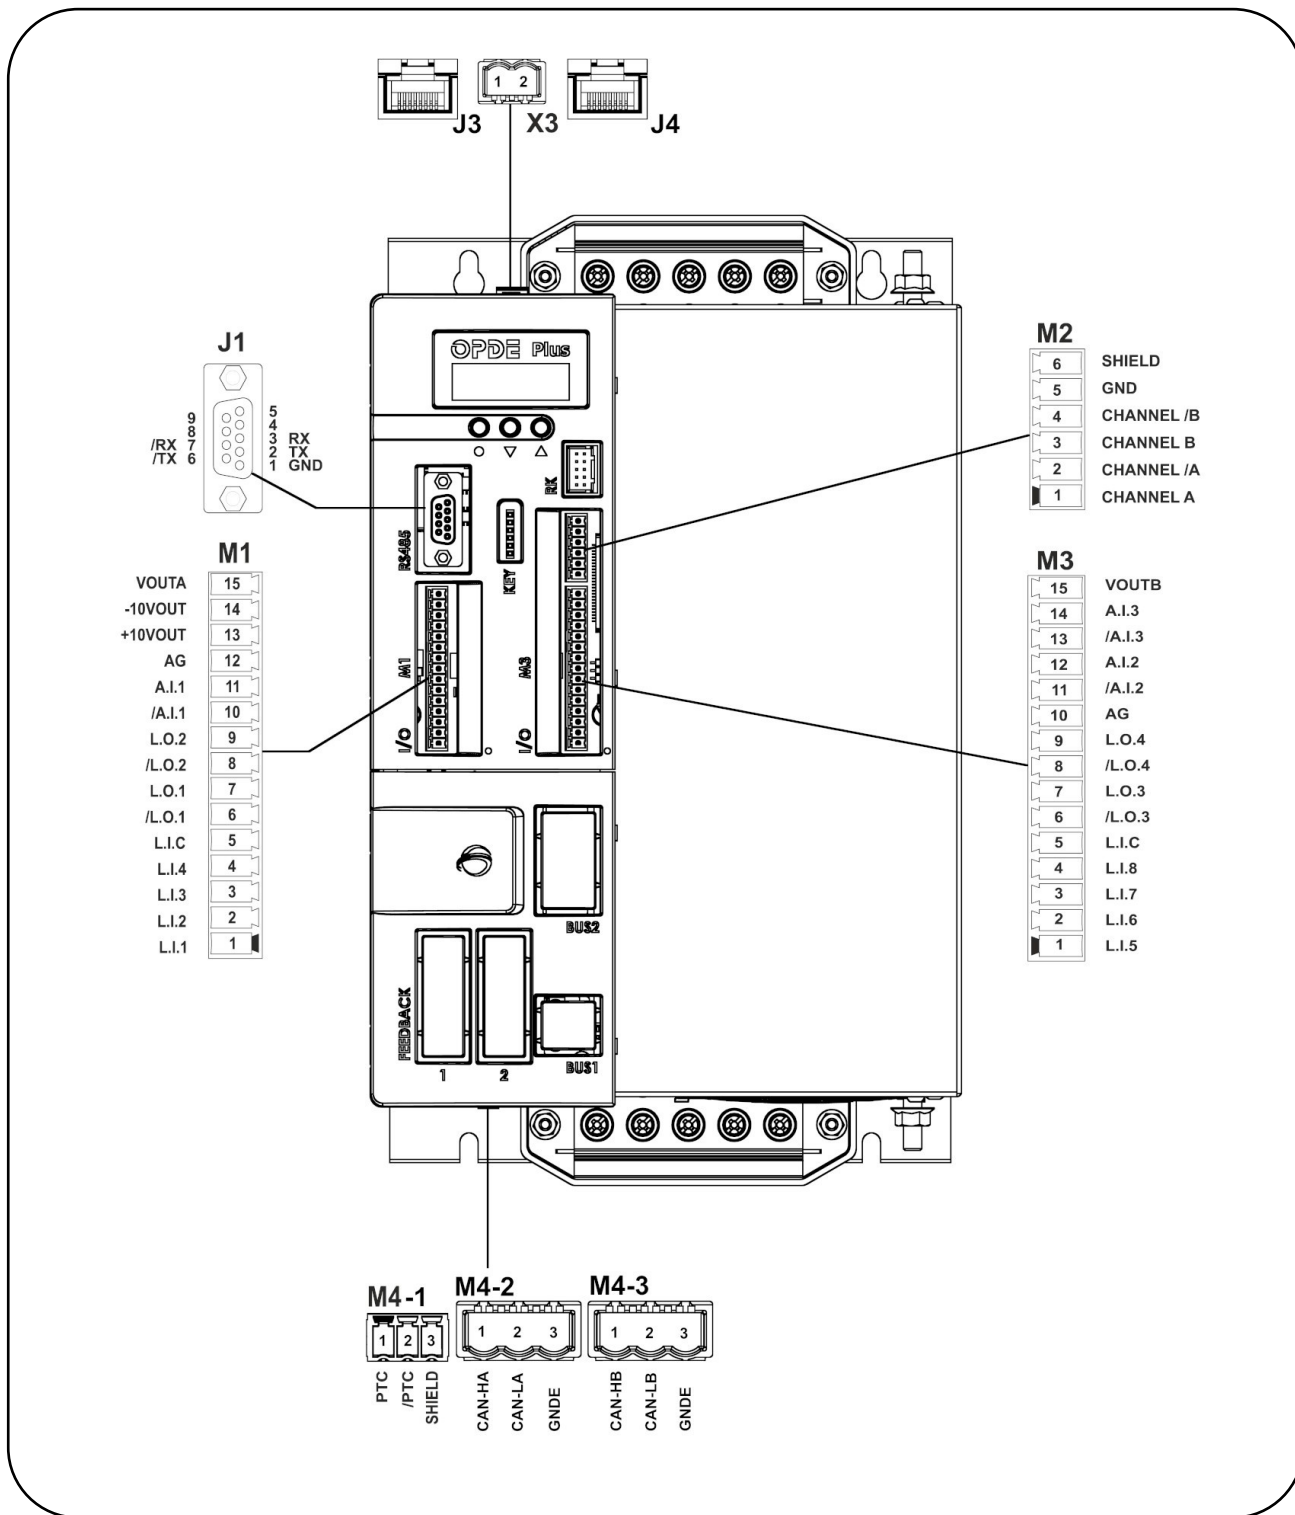 1 2
J3 X3 J4
OPDE Plus
J1
9
8
/RX 7
/TX 6
5
4
3 RX
2 TX
1 GND
RS485
KEY
RK
M2
6 SHIELD
5 GND
4 CHANNEL /B
3 CHANNEL B
2 CHANNEL /A
1 CHANNEL A
M1
VOUTA 15
-10VOUT 14
+10VOUT 13
AG 12
A.I.1 11
/A.I.1 10
L.O.2 9
/L.O.2 8
L.O.1 7
/L.O.1 6
L.I.C 5
L.I.4 4
L.I.3 3
L.I.2 2
L.I.1 1
I/O M1
I/O M3
M3
15 VOUTB
14 A.I.3
13 /A.I.3
12 A.I.2
11 /A.I.2
10 AG
9 L.O.4
8 /L.O.4
7 L.O.3
6 /L.O.3
5 L.I.C
4 L.I.8
3 L.I.7
2 L.I.6
1 L.I.5
BUS2
FEEDBACK
1 2
BUS1
M4-1
1 2 3
PTC
/PTC
SHIELD
M4-2
1 2 3
CAN-HA
CAN-LA
GNDE
M4-3
1 2 3
CAN-HB
CAN-LB
GNDE